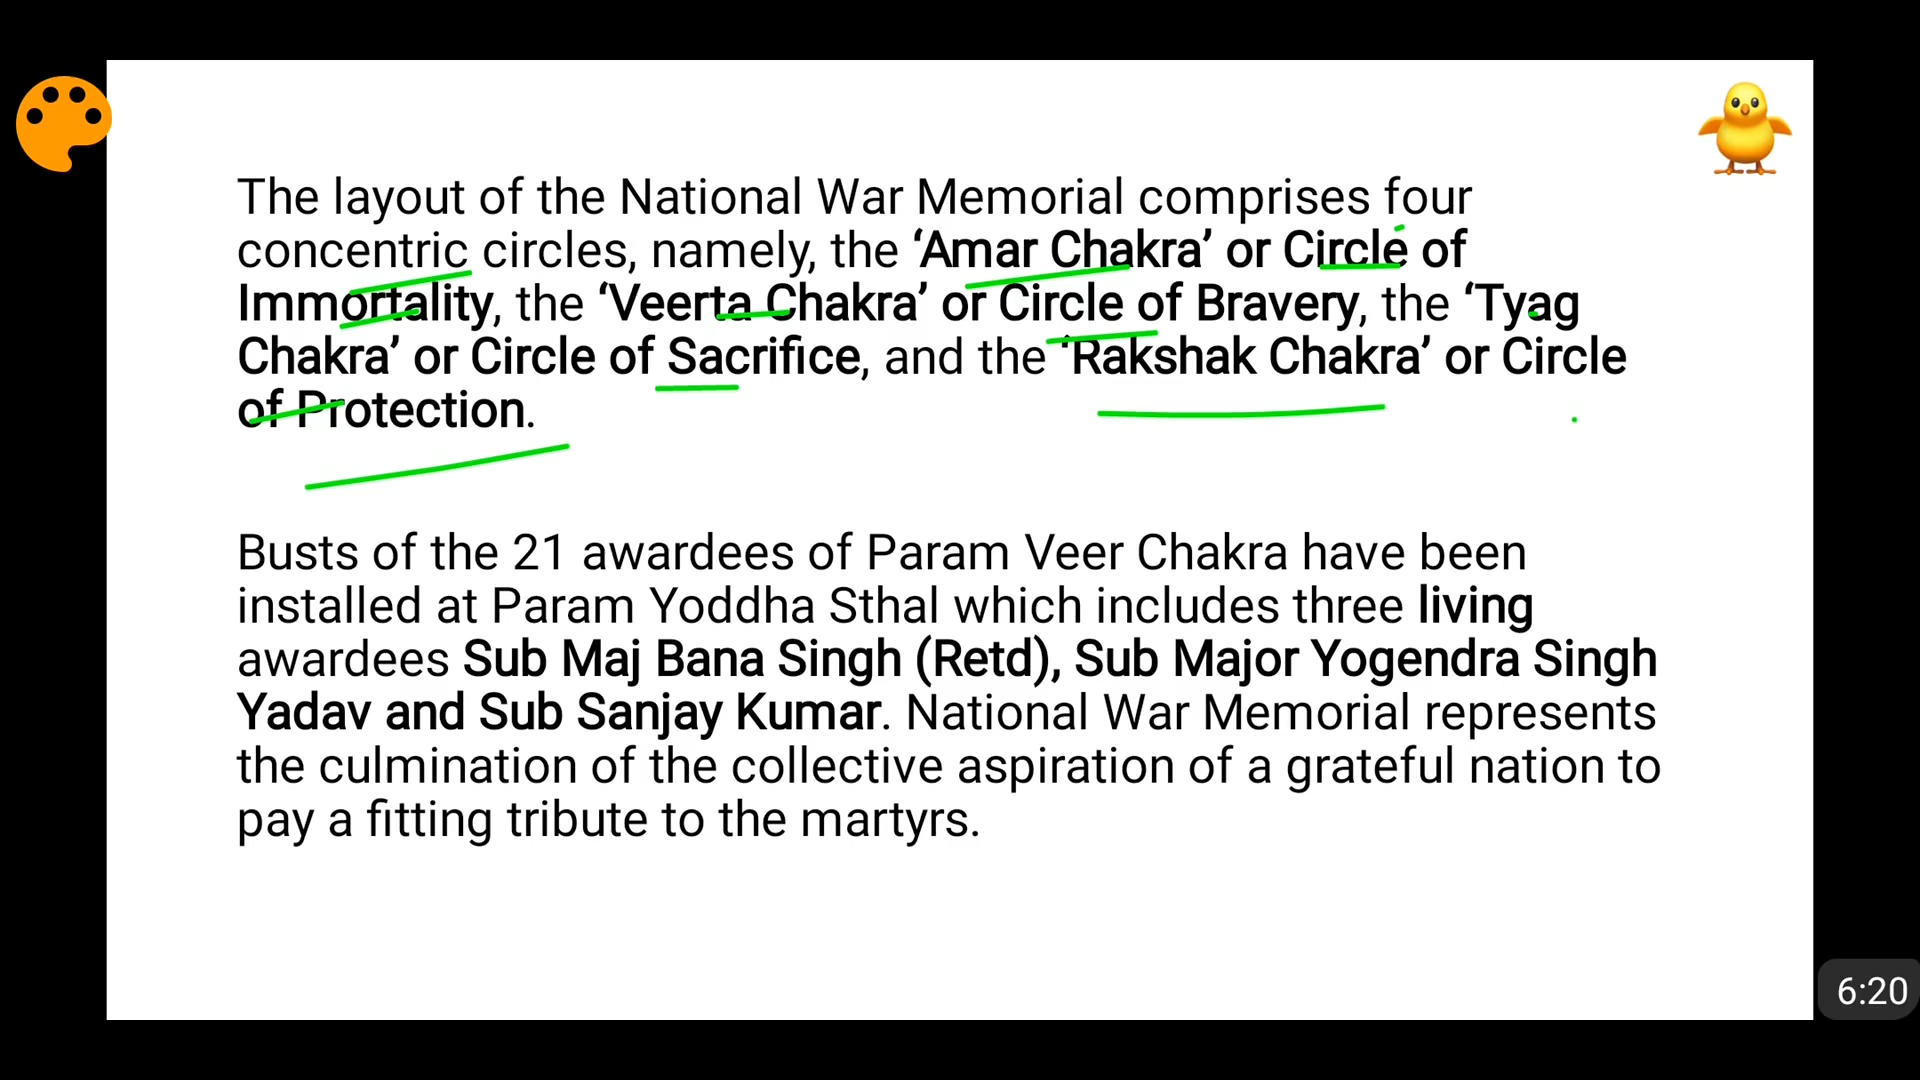 The layout of the National War Memorial comprises four
concentric circles, namely, the ‘Amar Chakra’ or Circle of
Immortality, the ‘Veerta Chakra’ or Circle of Bravery, the ‘Tyag
Chakra’ or Circle of Sacrifice, and the ‘Rakshak Chakra’ or Circle
of Protection.
Busts of the 21 awardees of Param Veer Chakra have been
installed at Param Yoddha Sthal which includes three living
awardees Sub Maj Bana Singh (Retd), Sub Major Yogendra Singh
Yadav and Sub Sanjay Kumar. National War Memorial represents
the culmination of the collective aspiration of a grateful nation to
pay a fitting tribute to the martyrs.
6:20